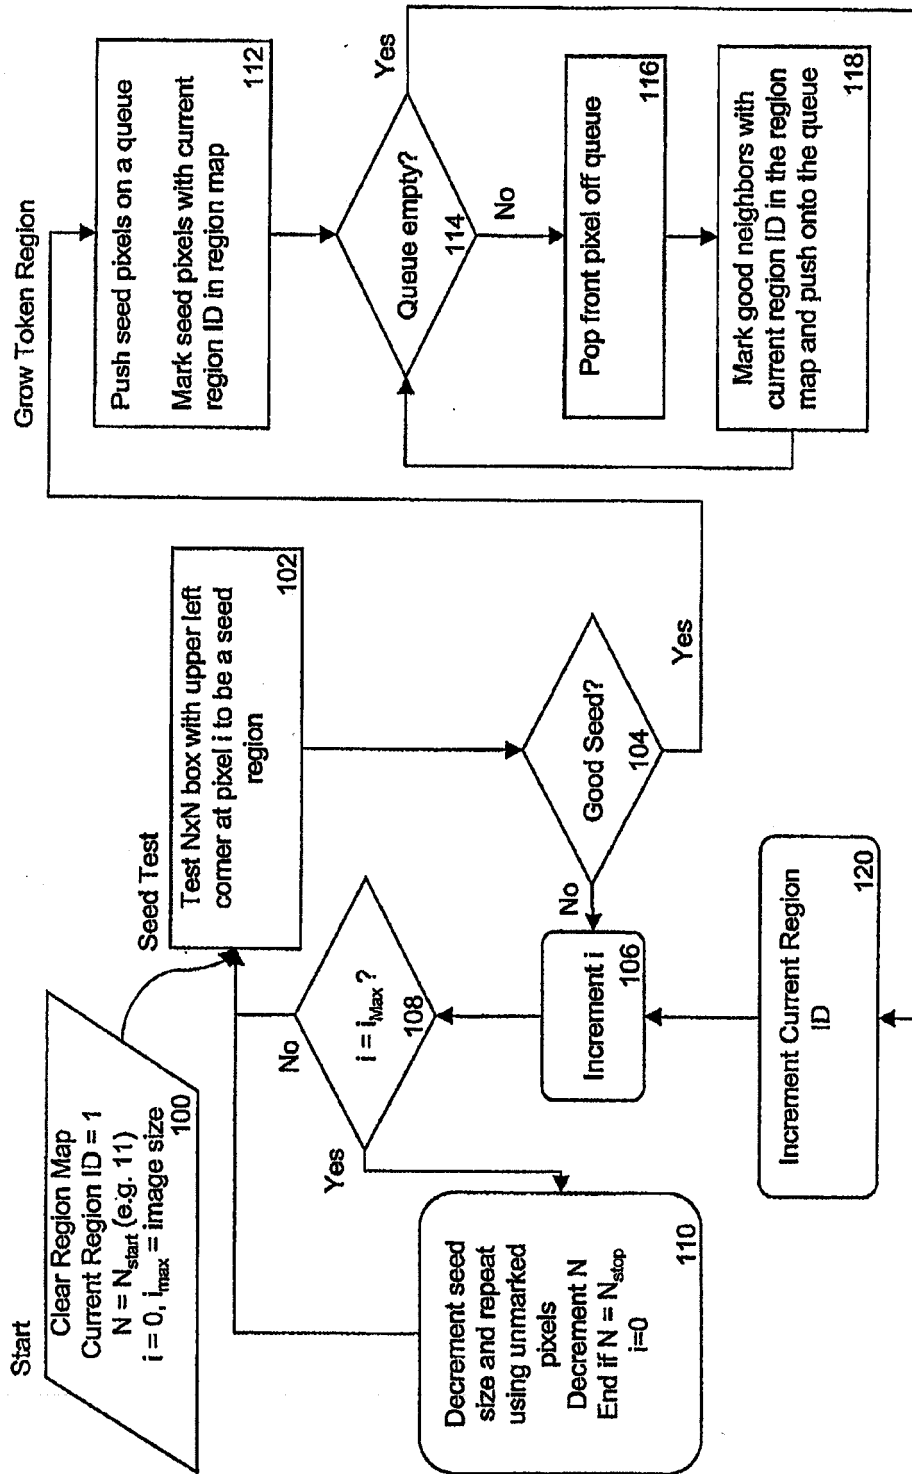 Start
Clear Region Map
Current Region ID = 1
N = Nstart (e.g. 11)
i = 0, imax = image size
100
Seed Test
Test NxN box with upper left
corner at pixel i to be a seed
region
102
Good Seed?
104
No
Yes
Increment i
106
i = iMax?
108
No
Yes
Decrement seed
size and repeat
using unmarked
pixels
Decrement N
End if N = Nstop
i=0
110
Grow Token Region
Push seed pixels on a queue
Mark seed pixels with current
region ID in region map
112
Queue empty?
114
Yes
No
Pop front pixel off queue
116
Mark good neighbors with
current region ID in the region
map and push onto the queue
118
Increment Current Region
ID
120